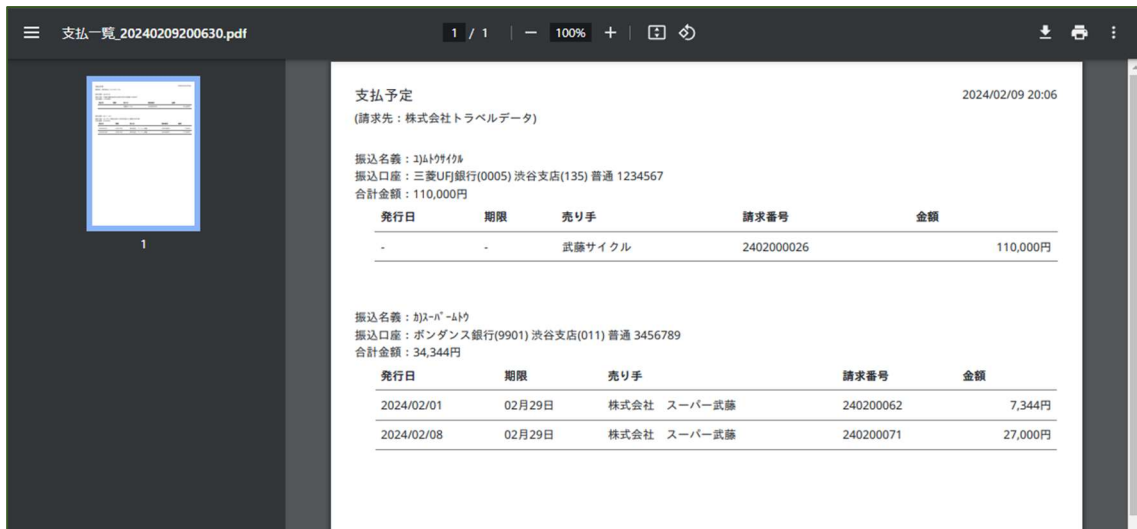 支払一覧_20240209200630.pdf
1 / 1
100%
1
支払予定 2024/02/09 20:06
(請求先：株式会社トラベルデータ)
振込名義：ﾕ)ﾑﾄｳｻｲｸﾙ
振込口座：三菱UFJ銀行(0005) 渋谷支店(135) 普通 1234567
合計金額：110,000円
発行日 期限 売り手 請求番号 金額
- - 武藤サイクル 2402000026 110,000円
振込名義：ｶ)ｽｰﾊﾟｰﾑﾄｳ
振込口座：ボンダンス銀行(9901) 渋谷支店(011) 普通 3456789
合計金額：34,344円
発行日 期限 売り手 請求番号 金額
2024/02/01 02月29日 株式会社　スーパー武藤 240200062 7,344円
2024/02/08 02月29日 株式会社　スーパー武藤 240200071 27,000円